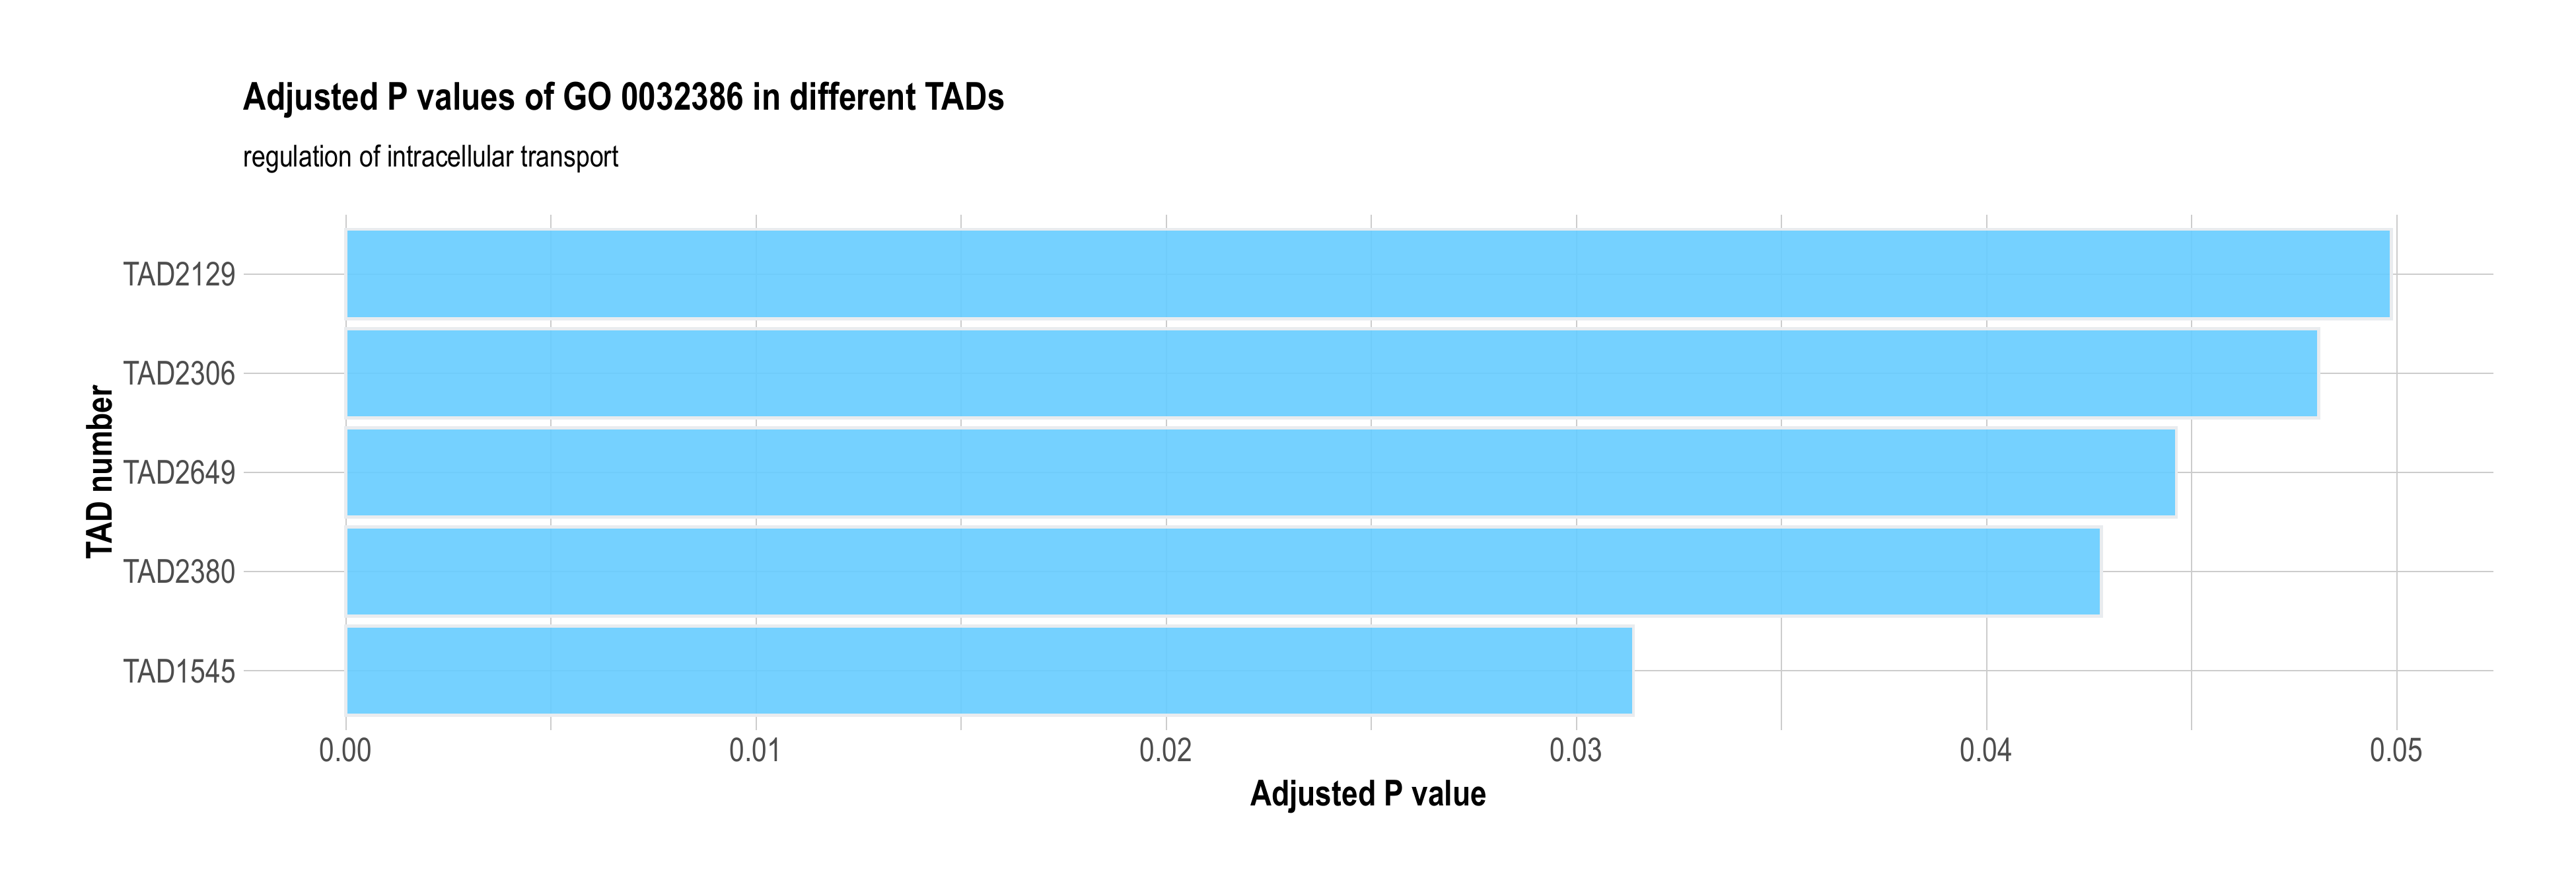 Adjusted P values of GO 0032386 in different TADs
regulation of intracellular transport
TAD number
TAD2129
TAD2306
TAD2649
TAD2380
TAD1545
0.00 0.01 0.02 0.03 0.04 0.05
Adjusted P value